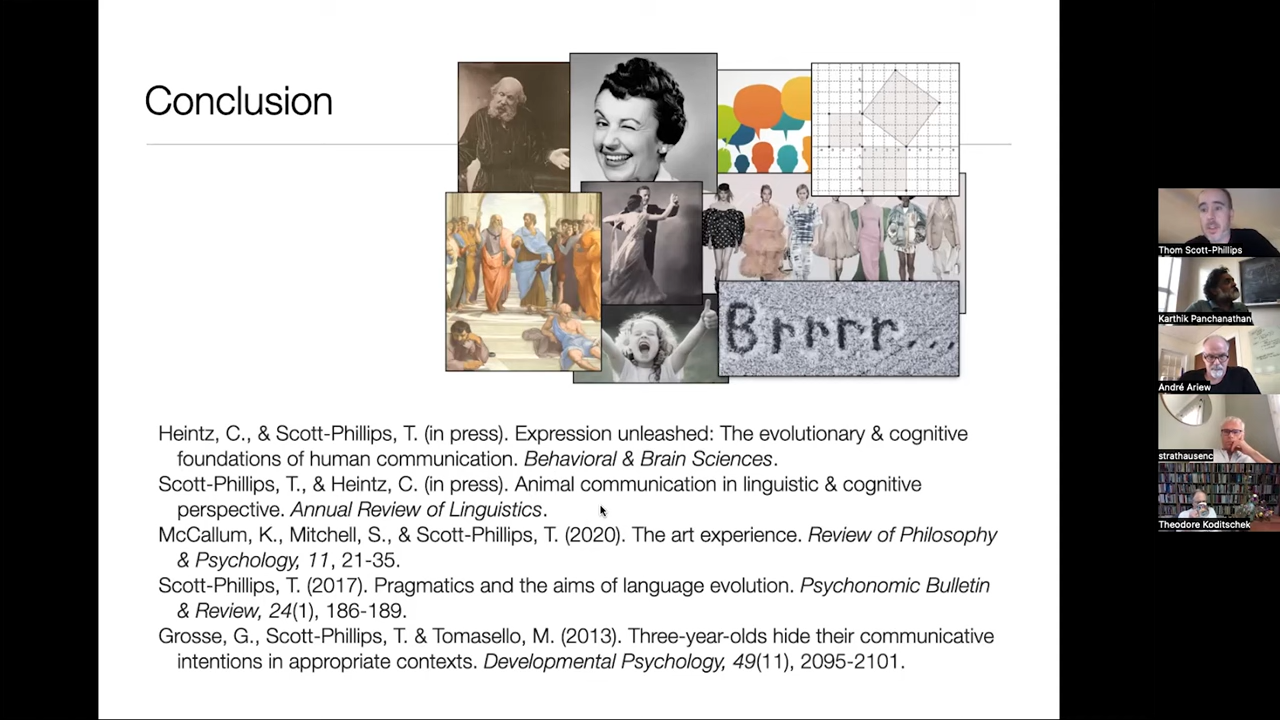 Conclusion
Brrrr...
Heintz, C., & Scott-Phillips, T. (in press). Expression unleashed: The evolutionary & cognitive
foundations of human communication. Behavioral & Brain Sciences.
Scott-Phillips, T., & Heintz, C. (in press). Animal communication in linguistic & cognitive
perspective. Annual Review of Linguistics.
McCallum, K., Mitchell, S., & Scott-Phillips, T. (2020). The art experience. Review of Philosophy
& Psychology, 11, 21-35.
Scott-Phillips, T. (2017). Pragmatics and the aims of language evolution. Psychonomic Bulletin
& Review, 24(1), 186-189.
Grosse, G., Scott-Phillips, T. & Tomasello, M. (2013). Three-year-olds hide their communicative
intentions in appropriate contexts. Developmental Psychology, 49(11), 2095-2101.
Thom Scott-Phillips
Karthik Panchanathan
André Ariew
strathausenc
Theodore Koditschek